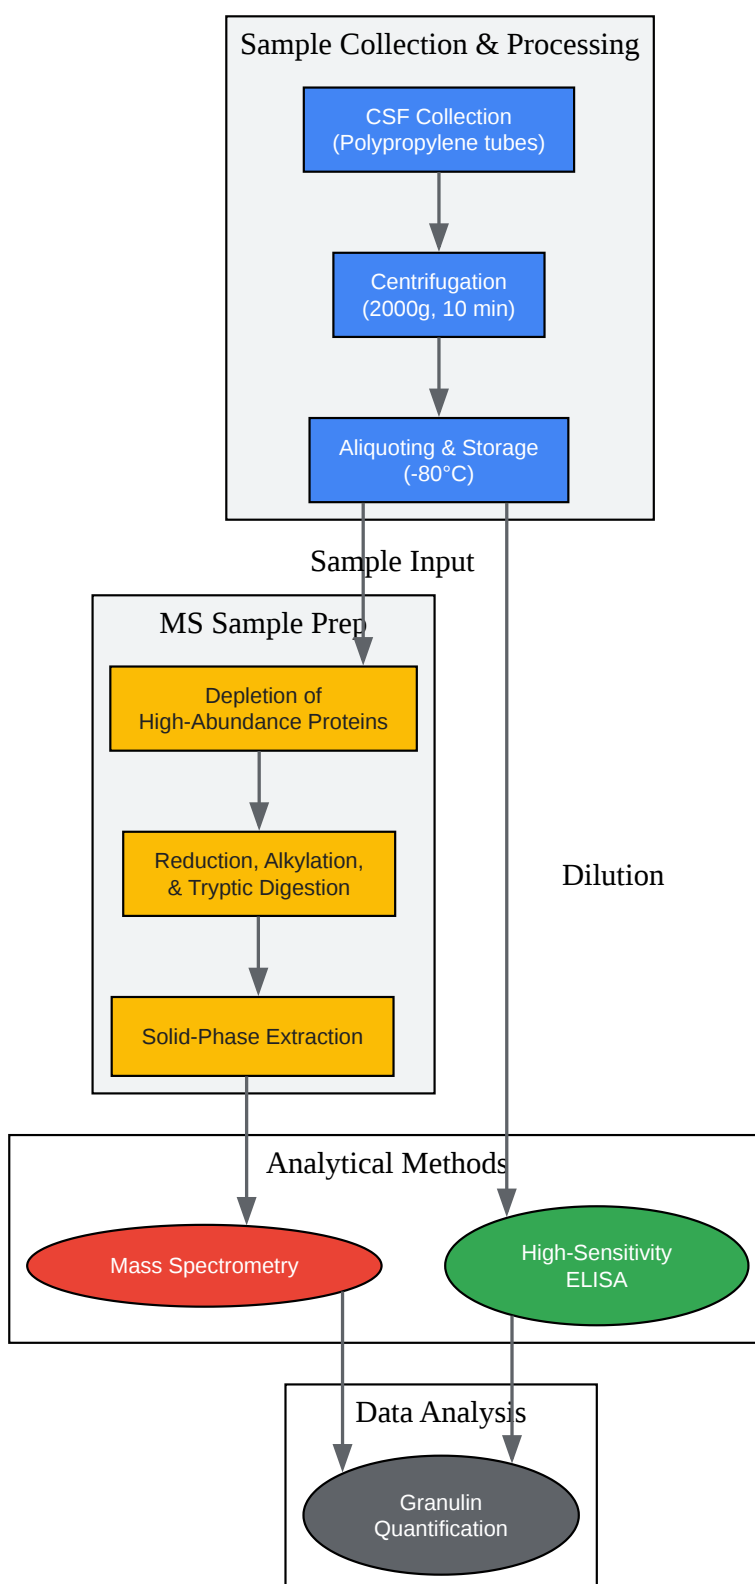 Sample Collection & Processing
CSF Collection
(Polypropylene tubes)
Centrifugation
(2000g, 10 min)
Aliquoting & Storage
(-80°C)
Sample Input
MS Sample Prep
Depletion of
High-Abundance Proteins
Reduction, Alkylation,
& Tryptic Digestion
Dilution
Solid-Phase Extraction
Analytical Methods
Mass Spectrometry
High-Sensitivity
ELISA
Data Analysis
Granulin
Quantification